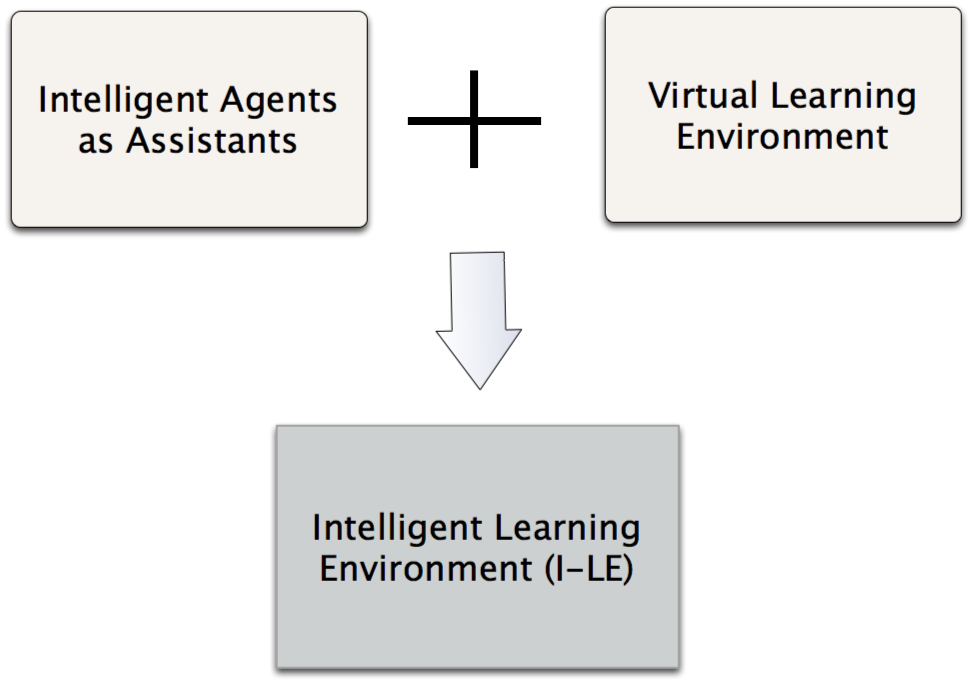 Intelligent Agents
as Assistants
Virtual Learning
Environment
Intelligent Learning
Environment (I-LE)